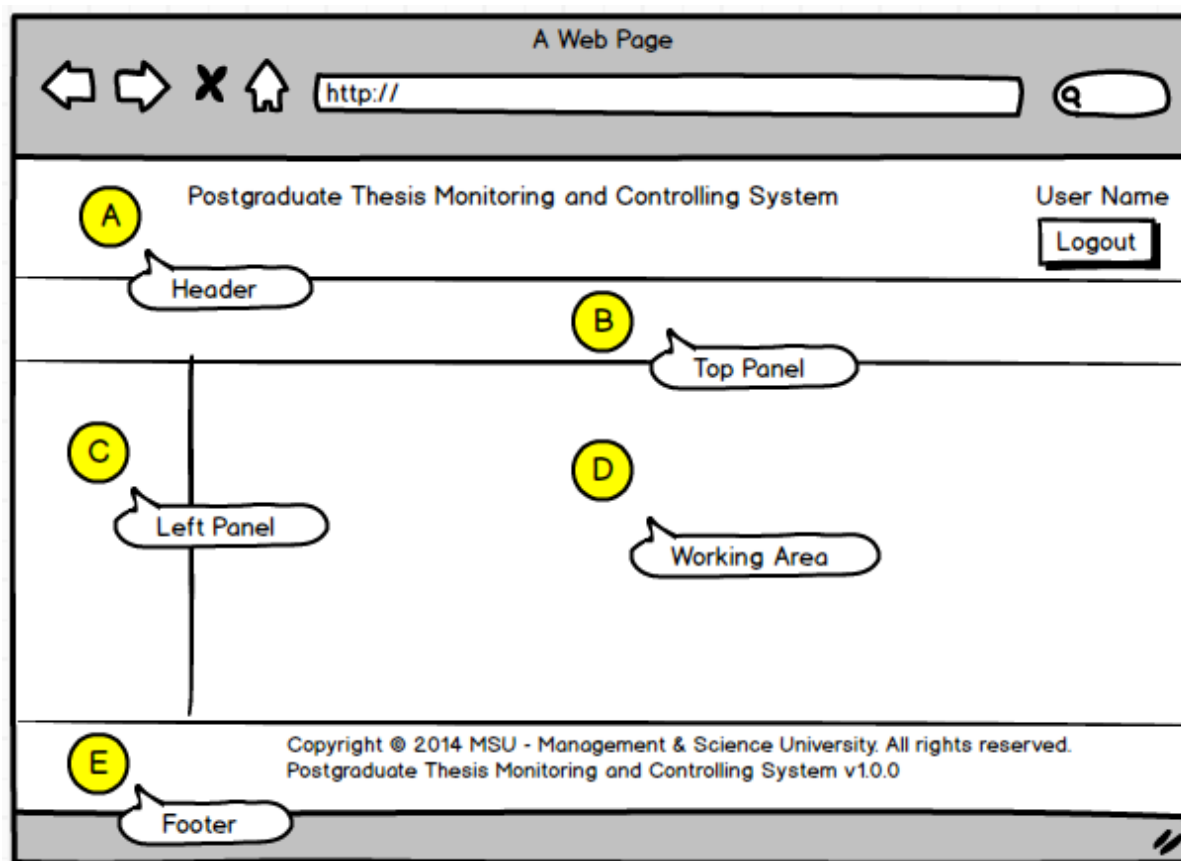 A Web Page
http://
Postgraduate Thesis Monitoring and Controlling System
User Name
A
Logout
Header
B
Top Panel
C
D
Left Panel
Working Area
E
Copyright © 2014 MSU - Management & Science University. All rights reserved.
Postgraduate Thesis Monitoring and Controlling System v1.0.0
Footer